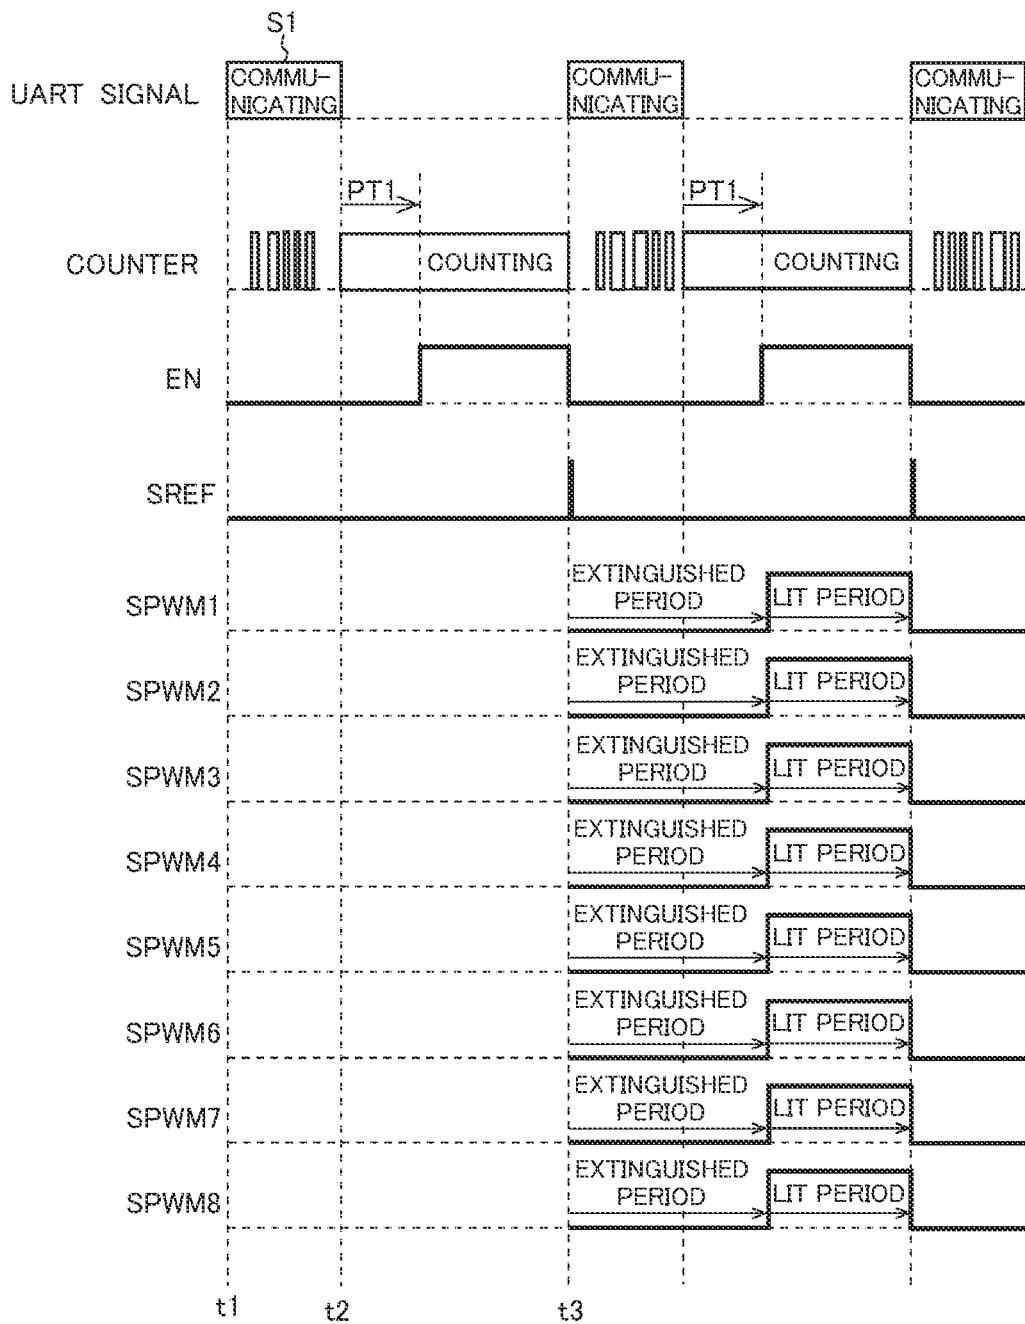 S1
UART SIGNAL
COMMU-
NICATING
COMMU-
NICATING
COMMU-
NICATING
PT1
PT1
COUNTER
COUNTING
COUNTING
EN
SREF
SPWM1
EXTINGUISHED
PERIOD
LIT PERIOD
SPWM2
EXTINGUISHED
PERIOD
LIT PERIOD
SPWM3
EXTINGUISHED
PERIOD
LIT PERIOD
SPWM4
EXTINGUISHED
PERIOD
LIT PERIOD
SPWM5
EXTINGUISHED
PERIOD
LIT PERIOD
SPWM6
EXTINGUISHED
PERIOD
LIT PERIOD
SPWM7
EXTINGUISHED
PERIOD
LIT PERIOD
SPWM8
EXTINGUISHED
PERIOD
LIT PERIOD
t1
t2
t3